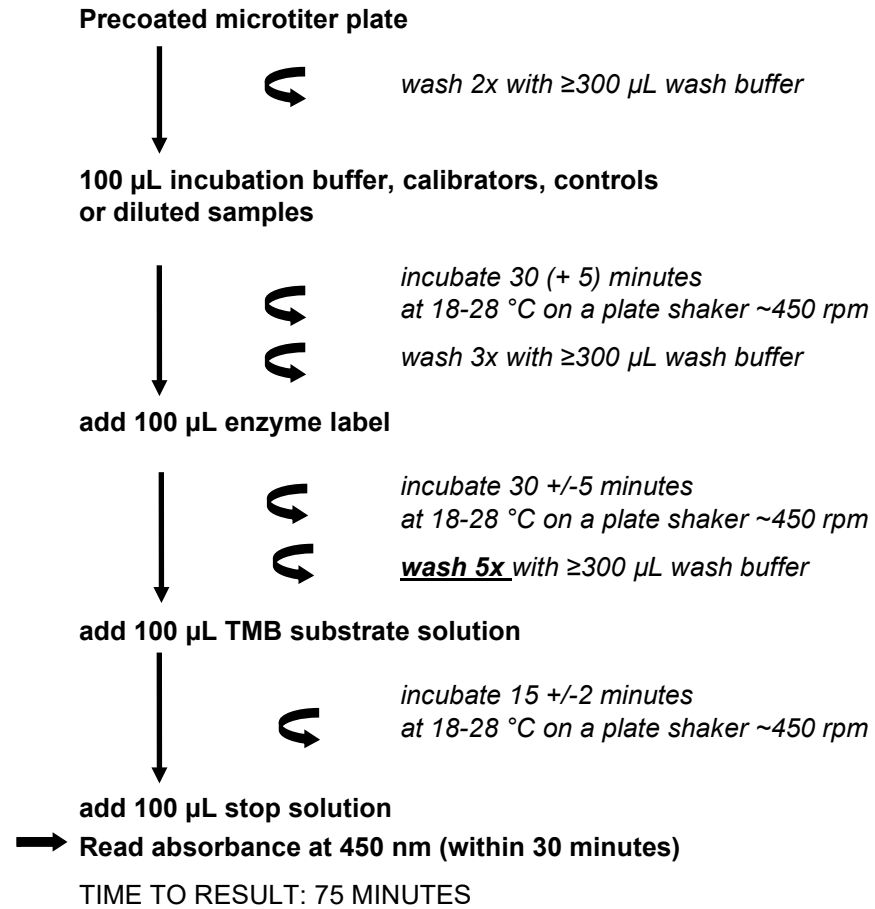 Precoated microtiter plate
wash 2x with ≥300 µL wash buffer
100 µL incubation buffer, calibrators, controls
or diluted samples
incubate 30 (+ 5) minutes
at 18-28 °C on a plate shaker ~450 rpm
wash 3x with ≥300 µL wash buffer
add 100 µL enzyme label
incubate 30 +/-5 minutes
at 18-28 °C on a plate shaker ~450 rpm
wash 5x with ≥300 µL wash buffer
add 100 µL TMB substrate solution
incubate 15 +/-2 minutes
at 18-28 °C on a plate shaker ~450 rpm
add 100 µL stop solution
Read absorbance at 450 nm (within 30 minutes)
TIME TO RESULT: 75 MINUTES